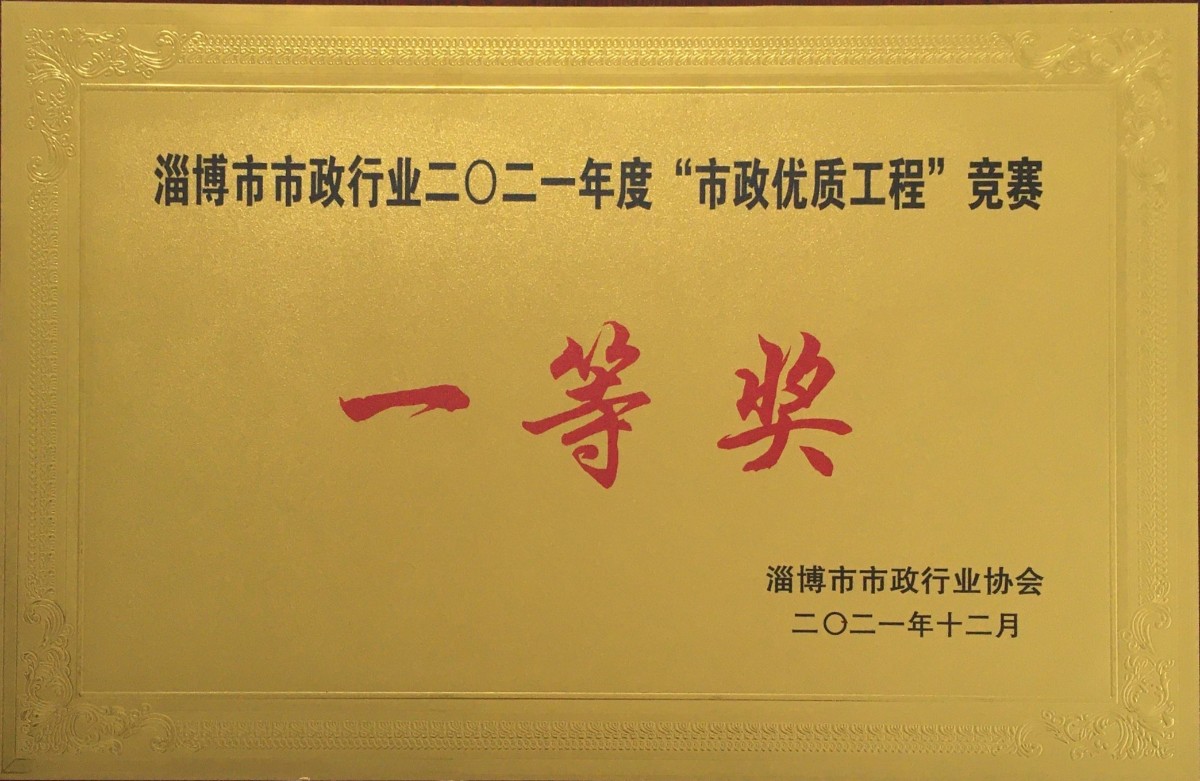 淄博市市政行业二〇二一年度“市政优质工程”竞赛
一等奖
淄博市市政行业协会
二〇二一年十二月